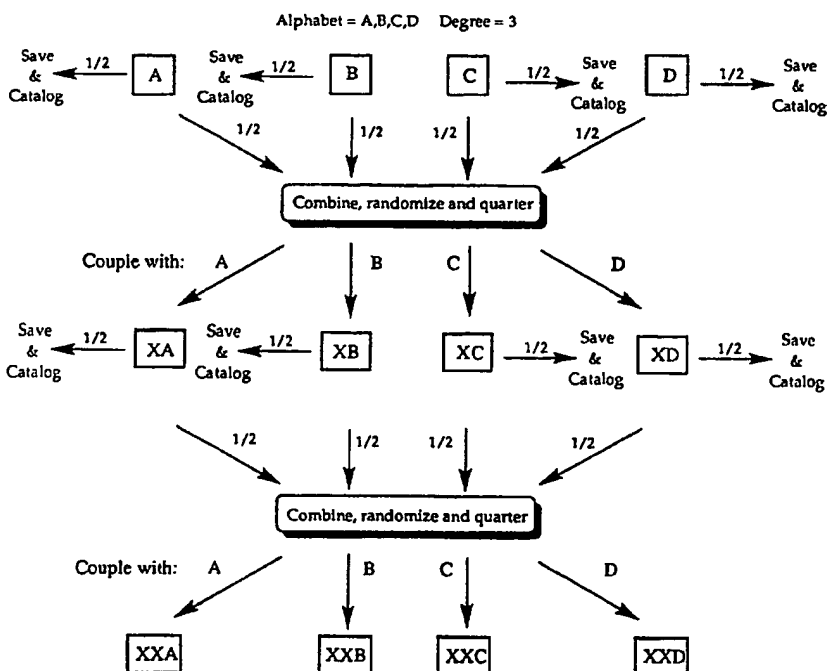 Alphabet = A,B,C,D Degree = 3
Save & Catalog 1/2 A
Save & Catalog 1/2 B
C 1/2 Save & Catalog
D 1/2 Save & Catalog
1/2 1/2 1/2 1/2
Combine, randomize and quarter
Couple with: A B C D
Save & Catalog 1/2 XA
Save & Catalog 1/2 XB
XC 1/2 Save & Catalog
XD 1/2 Save & Catalog
1/2 1/2 1/2 1/2
Combine, randomize and quarter
Couple with: A B C D
XXA XXB XXC XXD